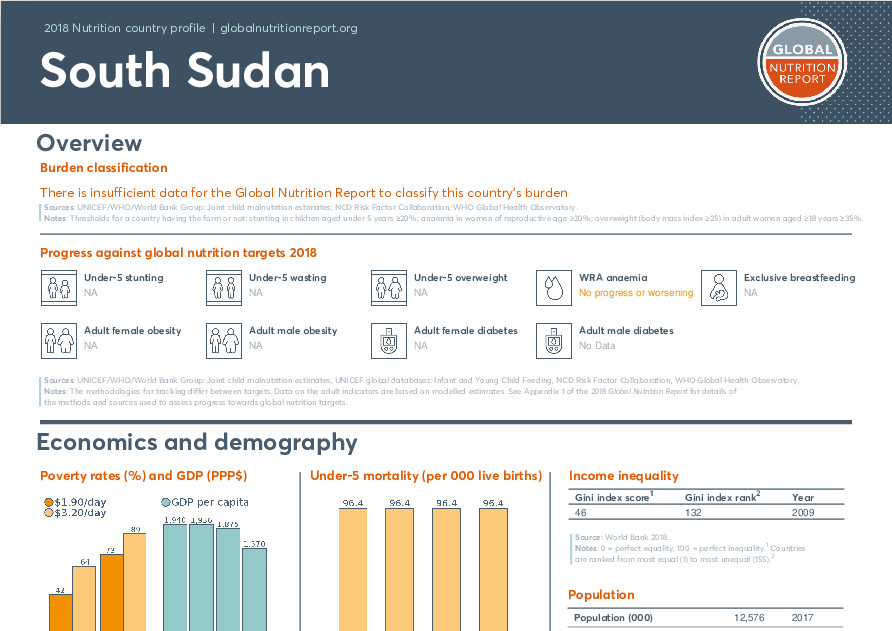 2018 Nutrition country profile | globalnutritionreport.org
South Sudan
GLOBAL
NUTRITION
REPORT
Overview
Burden classification
There is insufficient data for the Global Nutrition Report to classify this country's burden
Sources: UNICEF/WHO/World Bank Group: Joint child malnutrition estimates, NCD Risk Factor Collaboration, WHO Global Health Observatory.
Notes: Thresholds for a country having the form or not: stunting in children aged under 5 years ≥20%; anaemia in women of reproductive age ≥20%; overweight (body mass index ≥25) in adult women aged ≥18 years ≥35%.
Progress against global nutrition targets 2018
Under-5 stunting
NA
Under-5 wasting
NA
Under-5 overweight
NA
WRA anaemia
No progress or worsening
Exclusive breastfeeding
NA
Adult female obesity
NA
Adult male obesity
NA
Adult female diabetes
NA
Adult male diabetes
No Data
Sources: UNICEF/WHO/World Bank Group: Joint child malnutrition estimates, UNICEF global databases: Infant and Young Child Feeding, NCD Risk Factor Collaboration, WHO Global Health Observatory.
Notes: The methodologies for tracking differ between targets. Data on the adult indicators are based on modelled estimates. See Appendix 1 of the 2018 Global Nutrition Report for details of
the methods and sources used to assess progress towards global nutrition targets.
Economics and demography
Poverty rates (%) and GDP (PPP$)
$1.90/day
$3.20/day
GDP per capita
42
64
73
89
1,940
1,936
1,875
1,570
Under-5 mortality (per 000 live births)
96.4
96.4
96.4
96.4
Income inequality
Gini index score1 Gini index rank2 Year
46 132 2009
Source: World Bank 2018.
Notes: 0 = perfect equality, 100 = perfect inequality.1 Countries
are ranked from most equal (1) to most unequal (155).2
Population
Population (000) 12,576 2017